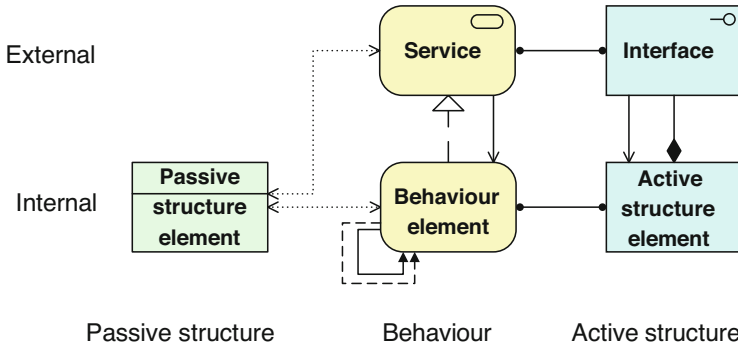 External
Service
Interface
Internal
Passive
structure
element
Behaviour
element
Active
structure
element
Passive structure
Behaviour
Active structure